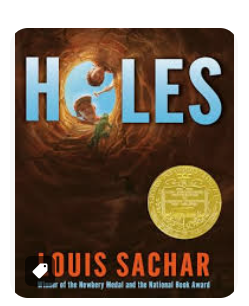 HOLES
LOUIS SACHAR
Winner of the Newbery Medal and the National Book Award